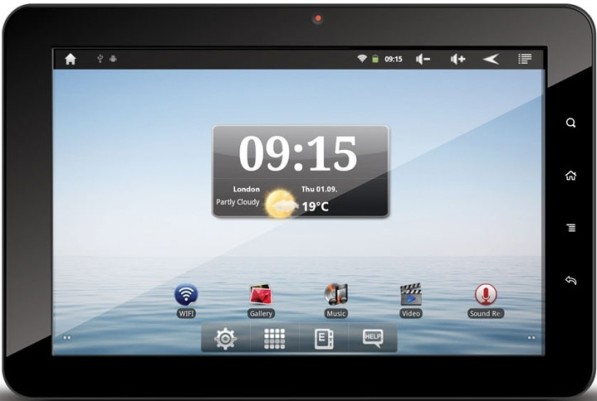 09:15
09:15
London Thu 01.09.
Partly Cloudy 19°C
WIFI Gallery Music Video Sound Re
E HELP